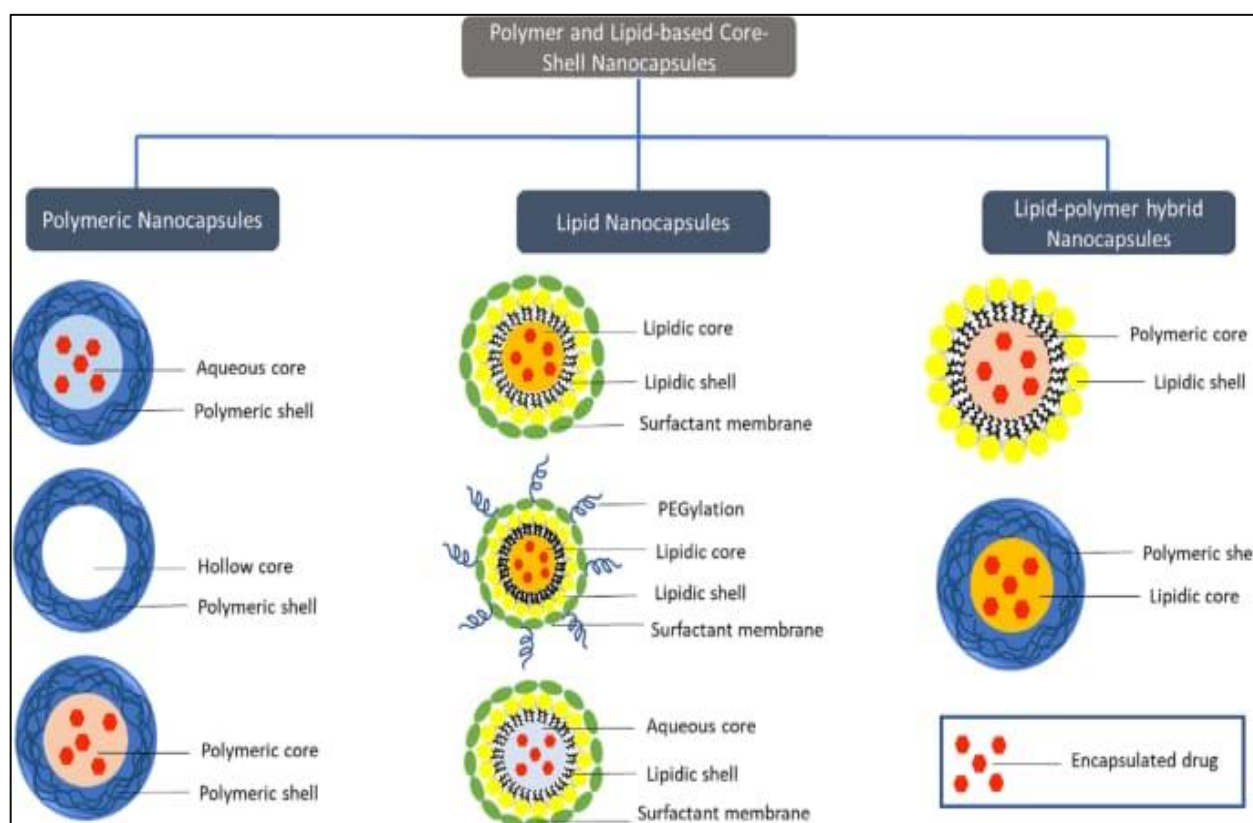 Polymer and Lipid-based Core-
Shell Nanocapsules
Polymeric Nanocapsules
Lipid Nanocapsules
Lipid-polymer hybrid
Nanocapsules
Aqueous core
Polymeric shell
Hollow core
Polymeric shell
Polymeric core
Polymeric shell
Lipidic core
Lipidic shell
Surfactant membrane
PEGylation
Lipidic core
Lipidic shell
Surfactant membrane
Aqueous core
Lipidic shell
Surfactant membrane
Polymeric core
Lipidic shell
Polymeric she
Lipidic core
Encapsulated drug